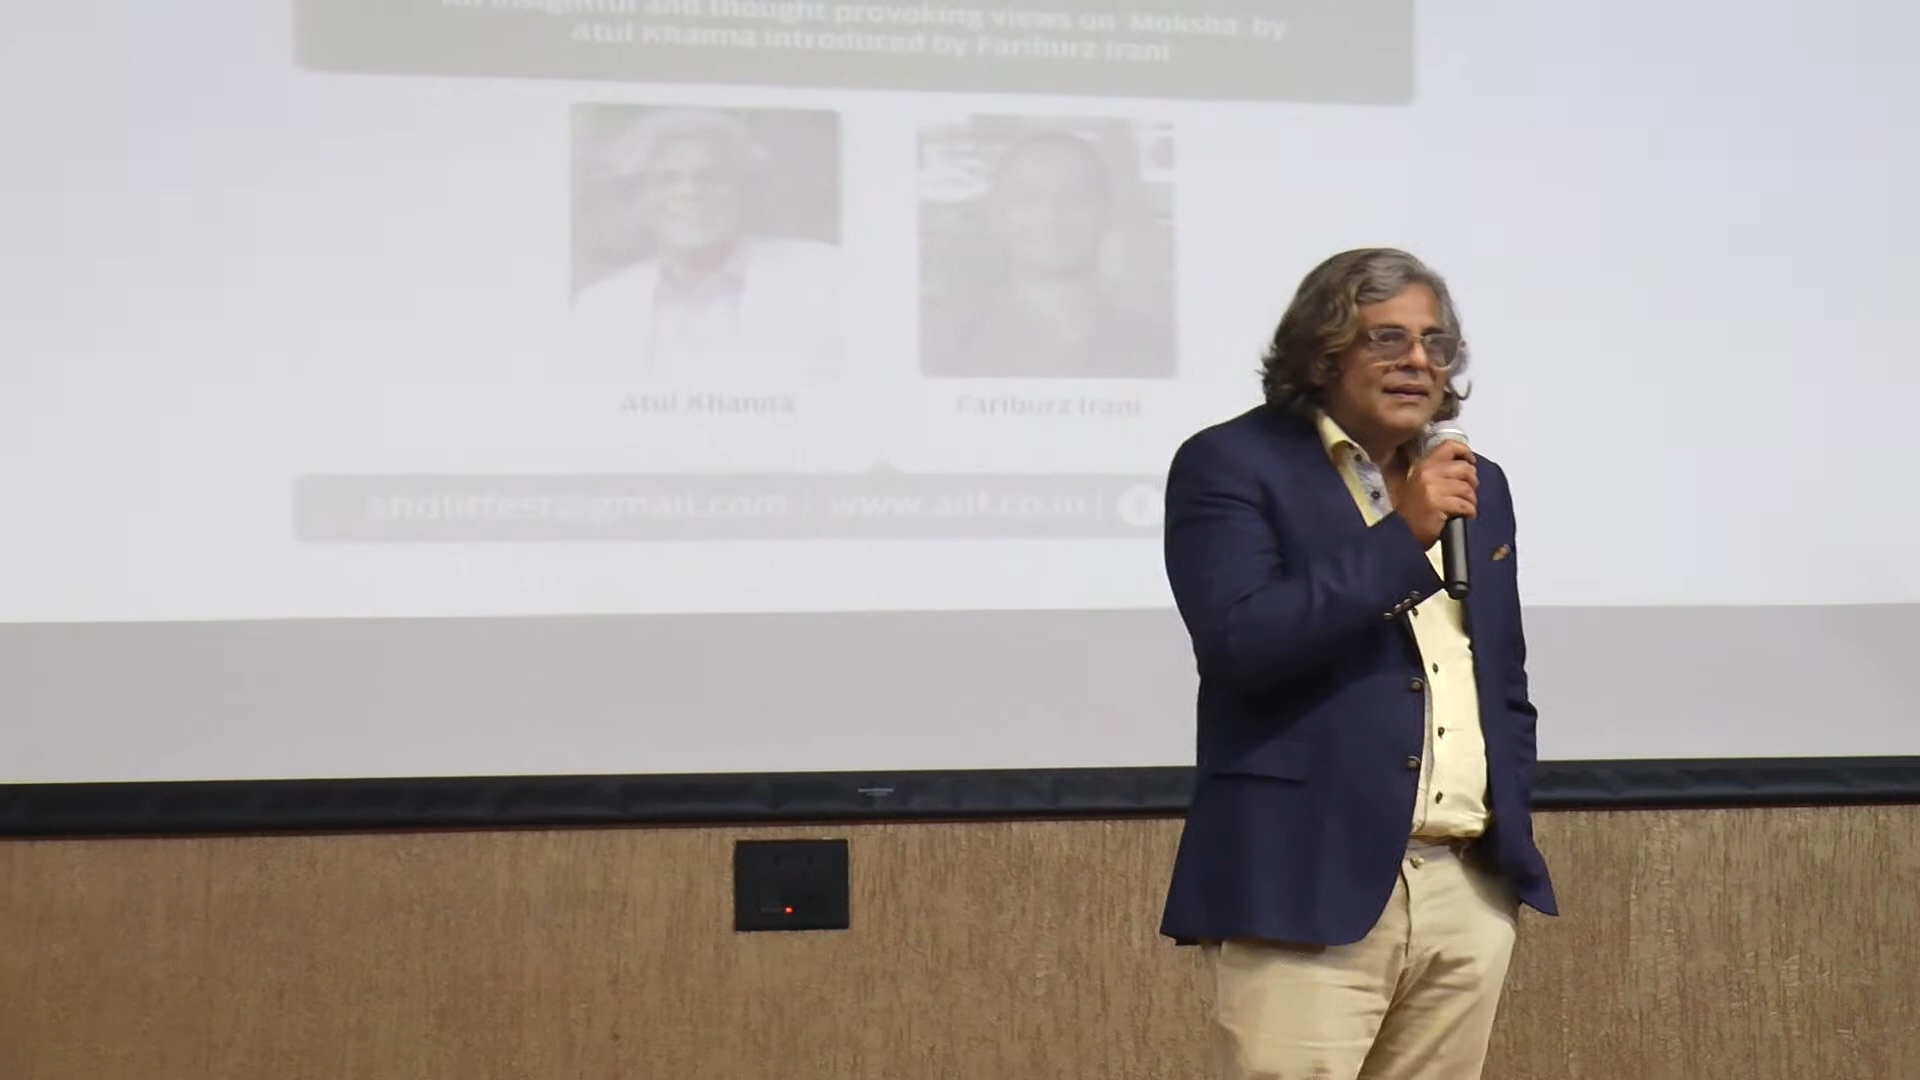 An insightful and thought provoking views on 'Moksha' by
Atul Khanna introduced by Fariburz Irani
Atul Khanna
Fariburz Irani
ahdlitfest@gmail.com | www.ailf.co.in |